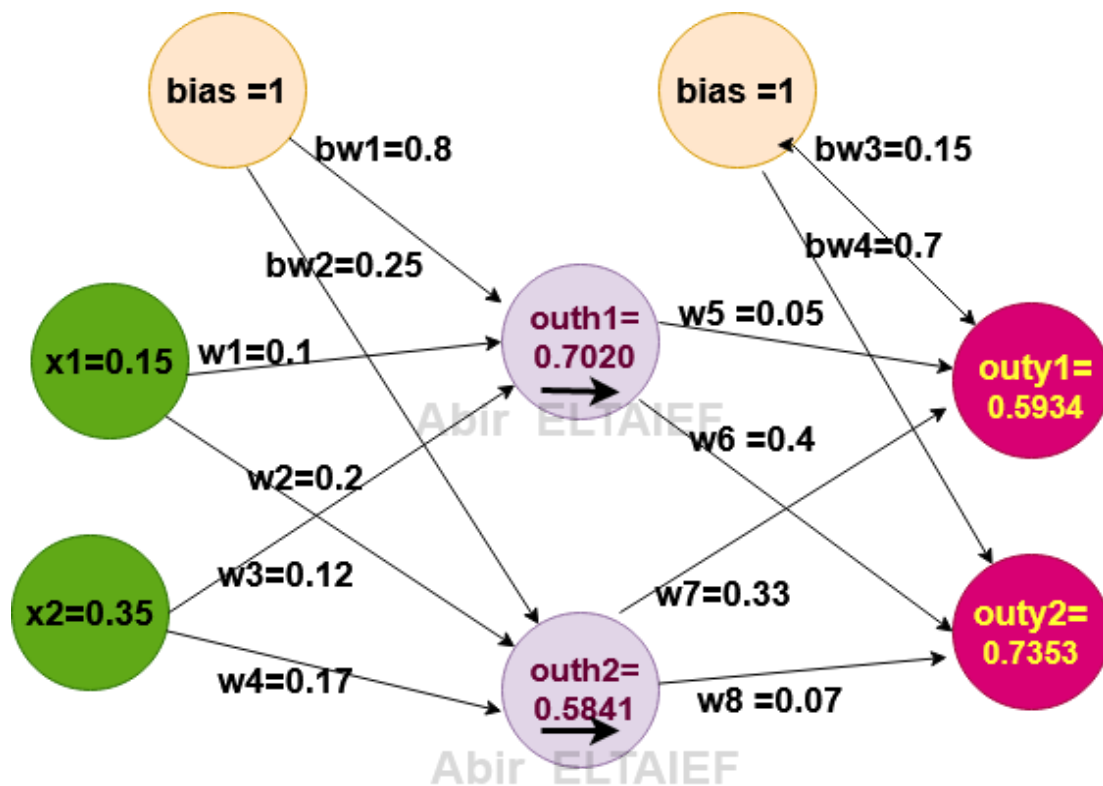 bias =1
bias =1
bw1=0.8
bw3=0.15
bw2=0.25
bw4=0.7
x1=0.15
w1=0.1
outh1=
0.7020
w5 =0.05
outy1=
0.5934
Abir ELTAIEF
w6 =0.4
w2=0.2
w3=0.12
w7=0.33
x2=0.35
outy2=
0.7353
w4=0.17
outh2=
0.5841
w8 =0.07
Abir ELTAIEF